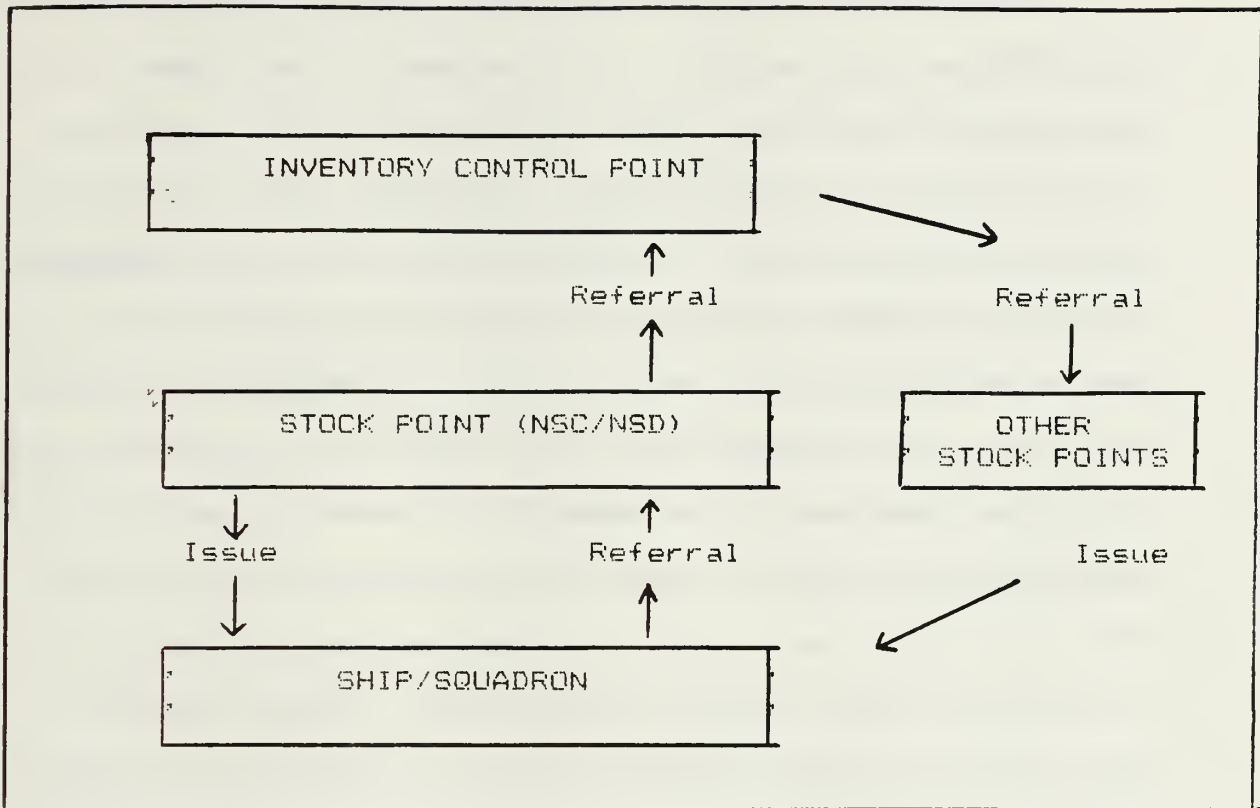 INVENTORY CONTROL POINT
Referral
Referral
STOCK POINT (NSC/NSD)
OTHER
STOCK POINTS
Issue
Referral
Issue
SHIP/SQUADRON